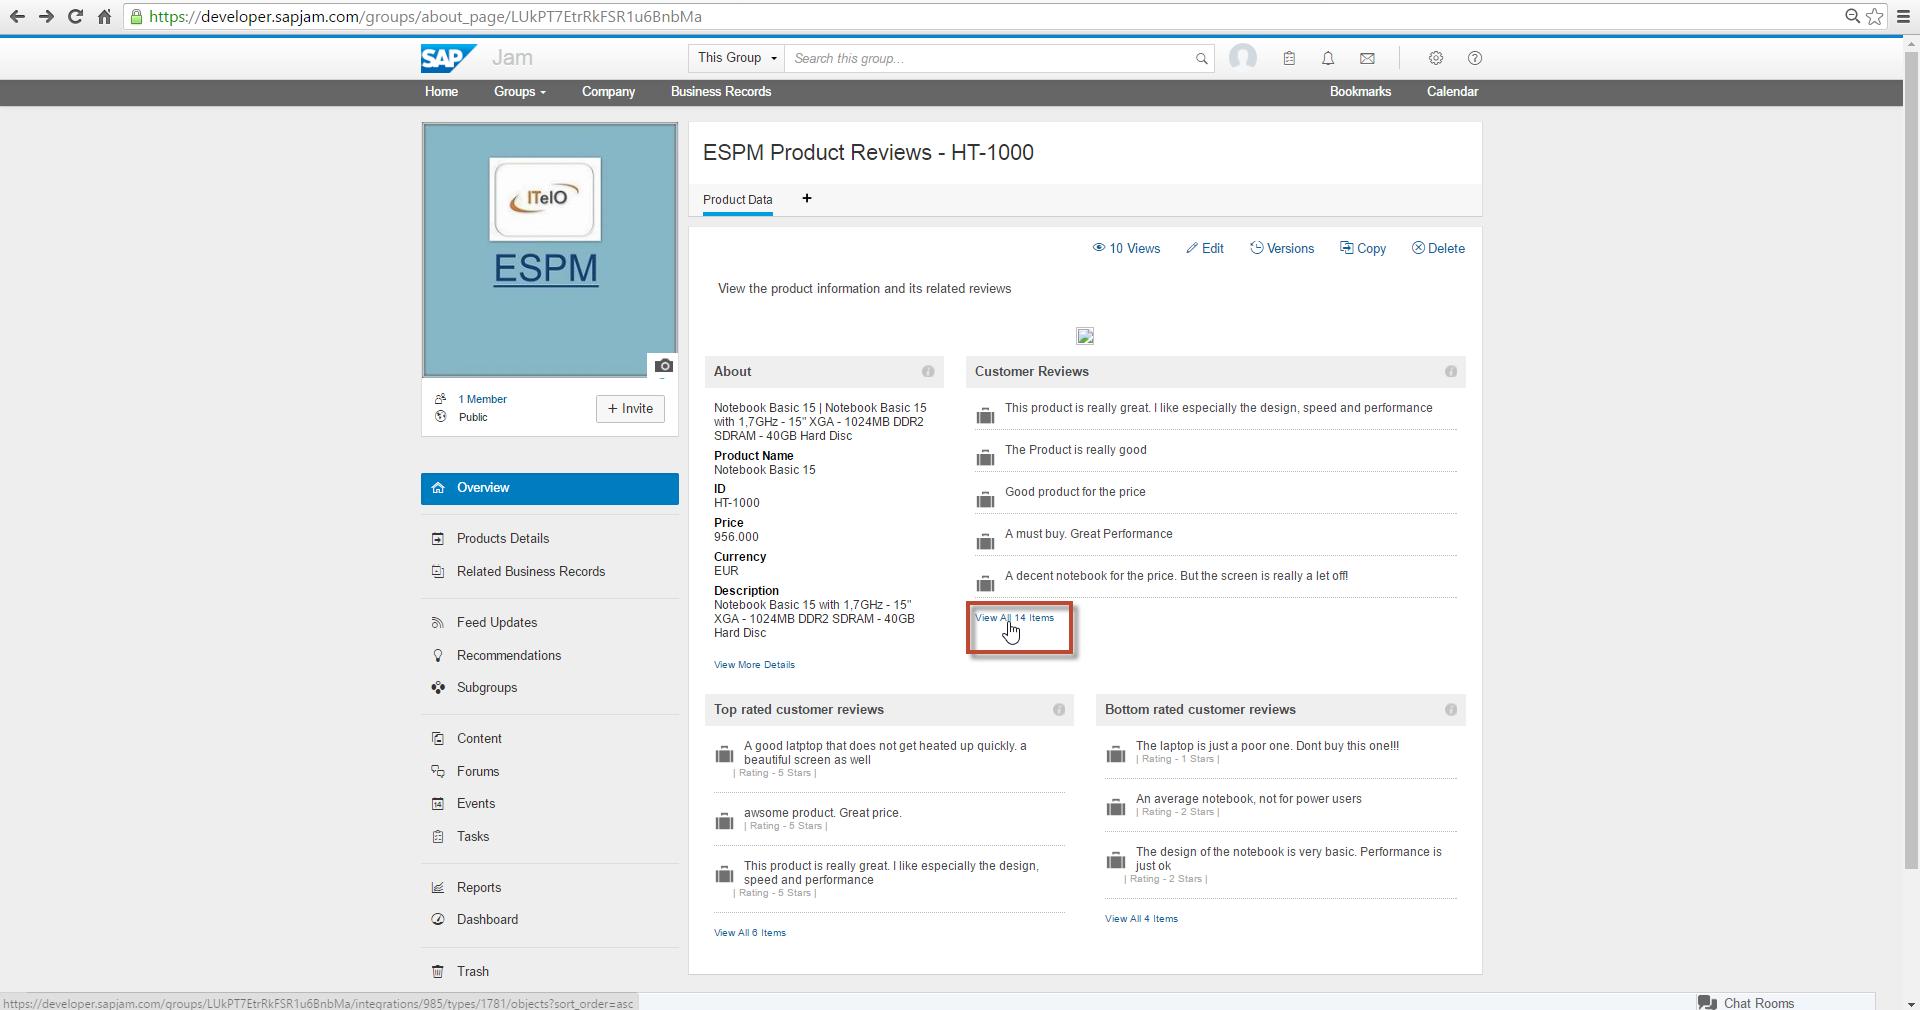 https://developer.sapjam.com/groups/about_page/LUkPT7EtrRkFSR1u6BnbMa
SAP Jam
This Group
Search this group...
Home Groups Company Business Records Bookmarks Calendar
ITeIO
ESPM
1 Member
Public
+ Invite
Overview
Products Details
Related Business Records
Feed Updates
Recommendations
Subgroups
Content
Forums
14 Events
Tasks
Reports
Dashboard
Trash
ESPM Product Reviews - HT-1000
Product Data +
10 Views Edit Versions Copy Delete
View the product information and its related reviews
About
Notebook Basic 15 | Notebook Basic 15
with 1,7GHz - 15" XGA - 1024MB DDR2
SDRAM - 40GB Hard Disc
Product Name
Notebook Basic 15
ID
HT-1000
Price
956.000
Currency
EUR
Description
Notebook Basic 15 with 1,7GHz - 15"
XGA - 1024MB DDR2 SDRAM - 40GB
Hard Disc
View More Details
Customer Reviews
This product is really great. I like especially the design, speed and performance
The Product is really good
Good product for the price
A must buy. Great Performance
A decent notebook for the price. But the screen is really a let off!
View All 14 Items
Top rated customer reviews
A good latptop that does not get heated up quickly. a
beautiful screen as well
| Rating - 5 Stars |
awsome product. Great price.
| Rating - 5 Stars |
This product is really great. I like especially the design,
speed and performance
| Rating - 5 Stars |
View All 6 Items
Bottom rated customer reviews
The laptop is just a poor one. Dont buy this one!!!
| Rating - 1 Stars |
An average notebook, not for power users
| Rating - 2 Stars |
The design of the notebook is very basic. Performance is
just ok
| Rating - 2 Stars |
View All 4 Items
https://developer.sapjam.com/groups/LUkPT7EtrRkFSR1u6BnbMa/integrations/985/types/1781/objects?sort_order=asc
Chat Rooms